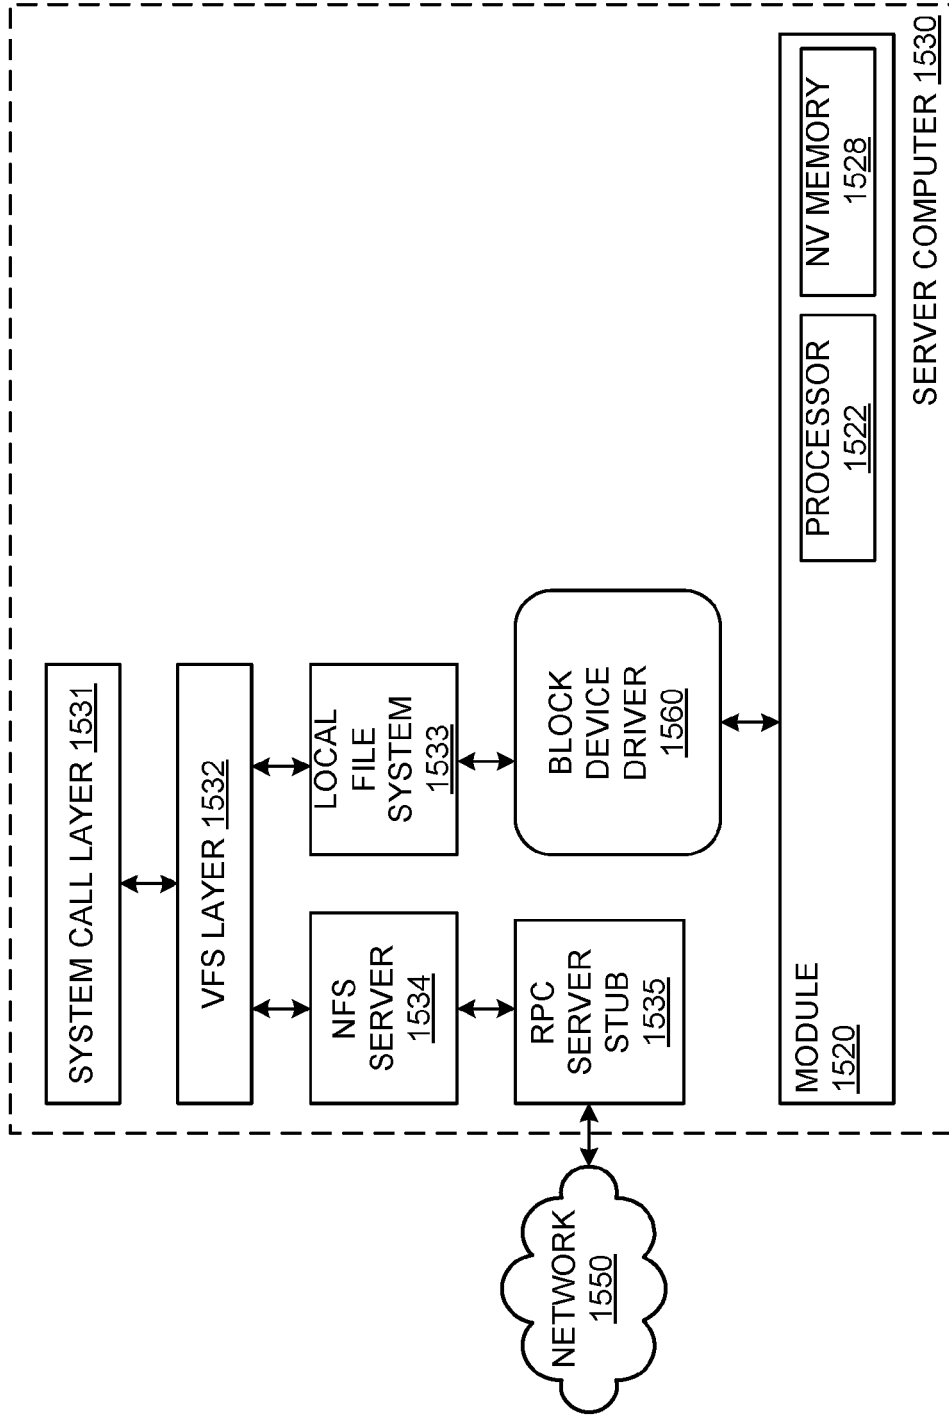 SYSTEM CALL LAYER 1531
VFS LAYER 1532
NFS
SERVER
1534
LOCAL
FILE
SYSTEM
1533
NETWORK
1550
RPC
SERVER
STUB
1535
BLOCK
DEVICE
DRIVER
1560
MODULE
1520
PROCESSOR
1522
NV MEMORY
1528
SERVER COMPUTER 1530